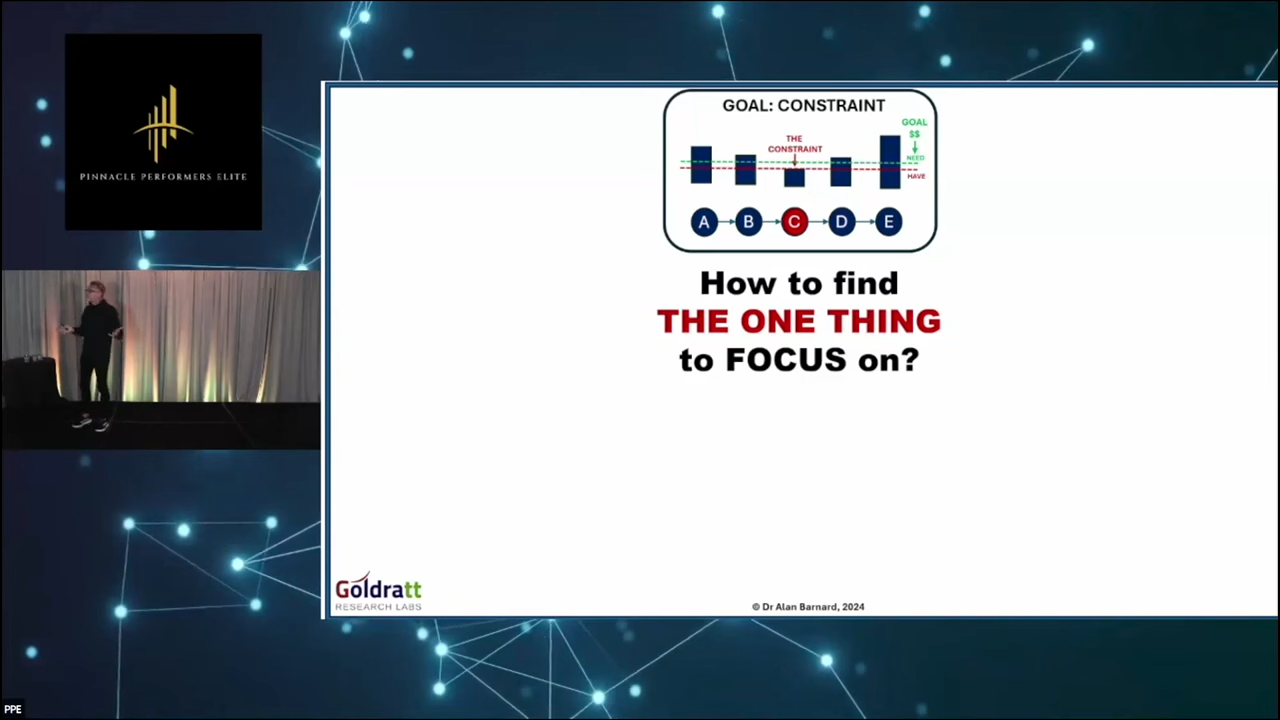 PINNACLE PERFORMERS ELITE
GOAL: CONSTRAINT
GOAL
$$
THE
CONSTRAINT
NEED
HAVE
A B C D E
How to find
THE ONE THING
to FOCUS on?
Goldratt
RESEARCH LABS
© Dr Alan Barnard, 2024
PPE